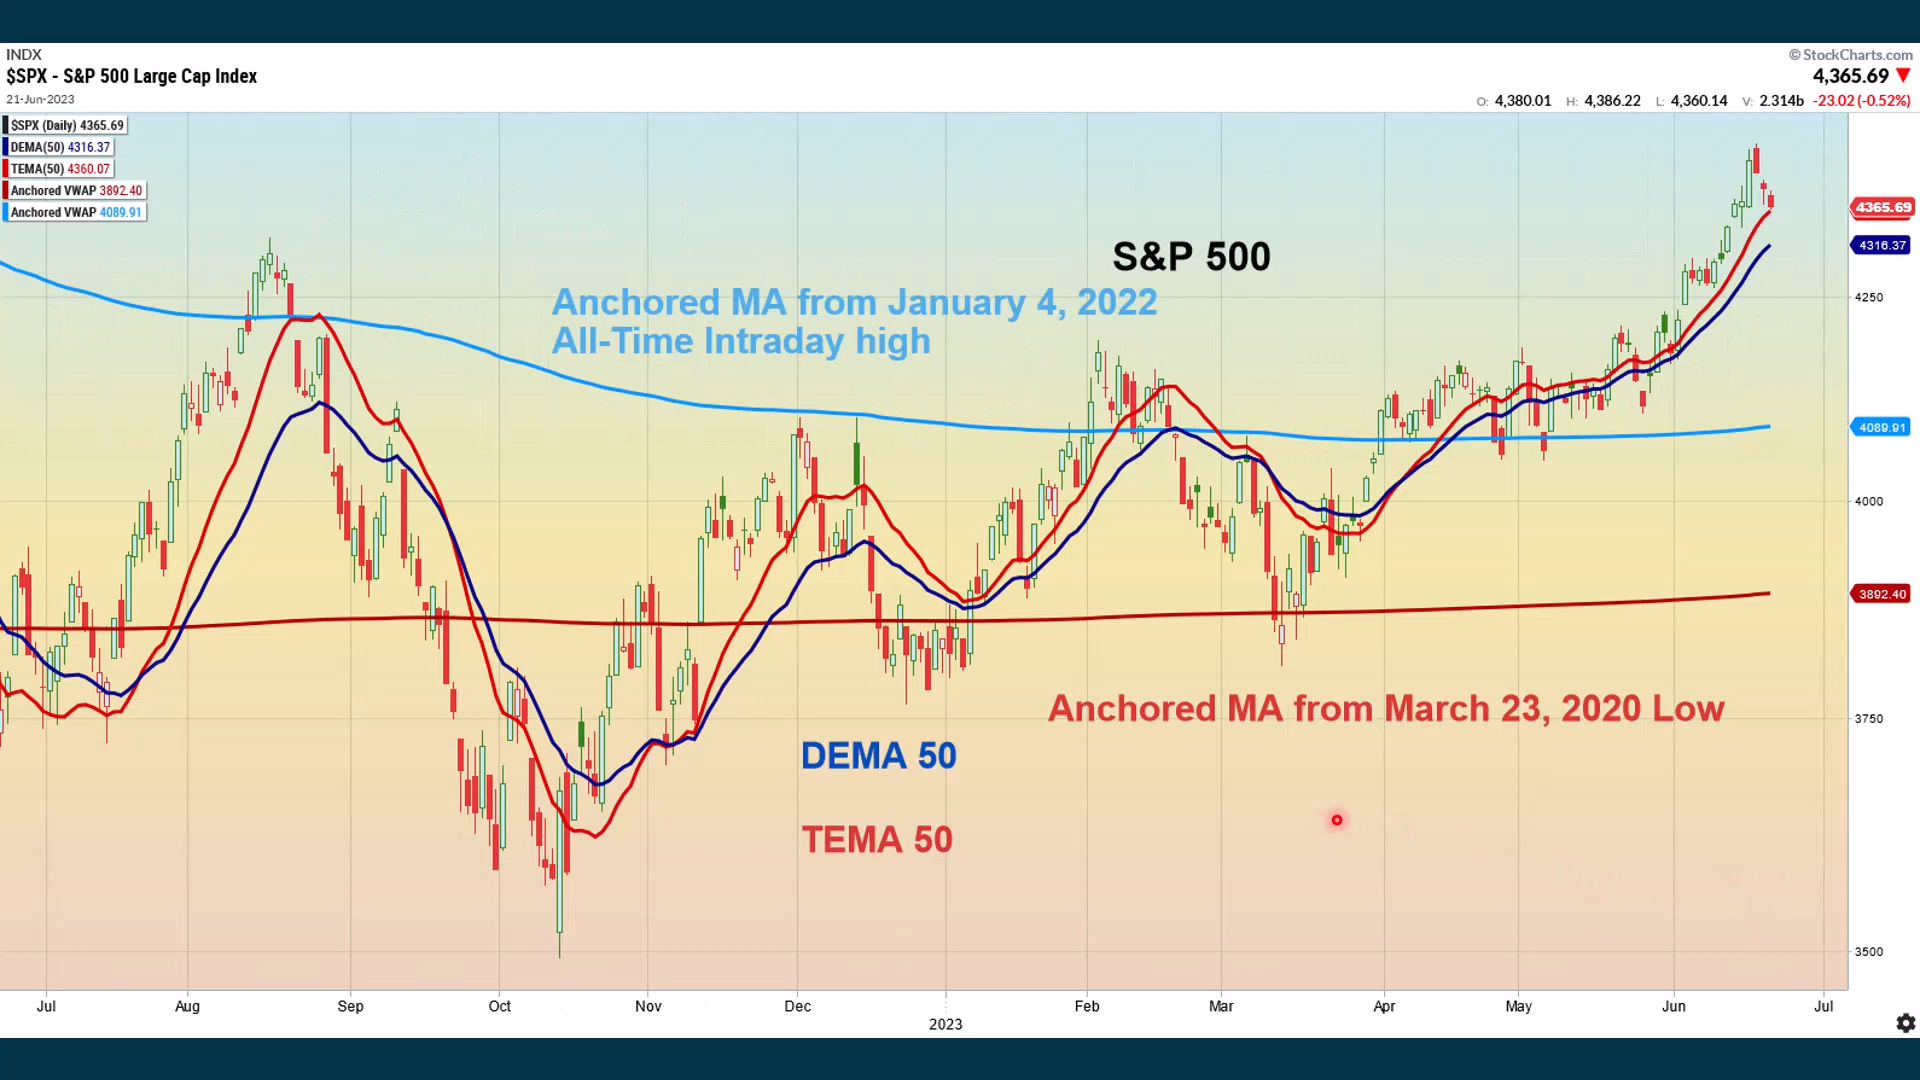 INDX
© StockCharts.com
$SPX - S&P 500 Large Cap Index
4,365.69 ▼
21-Jun-2023
O: 4,380.01 H: 4,386.22 L: 4,360.14 V: 2.314b -23.02 (-0.52%)
$SPX (Daily) 4365.69
DEMA(50) 4316.37
TEMA(50) 4360.07
Anchored VWAP 3892.40
Anchored VWAP 4089.91
4365.69
S&P 500
4316.37
Anchored MA from January 4, 2022
All-Time Intraday high
4250
4089.91
4000
3892.40
Anchored MA from March 23, 2020 Low
3750
DEMA 50
TEMA 50
3500
Jul Aug Sep Oct Nov Dec Feb Mar Apr May Jun Jul
2023